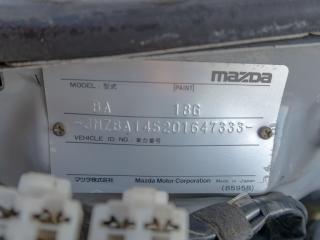 mazda
MODEL: 型式 [PAINT]
BA 18G
-JMZBA14S201647333-
VEHICLE ID NO. 車台番号
マツダ株式会社 Mazda Motor Corporation Made in Japan
(8595B)